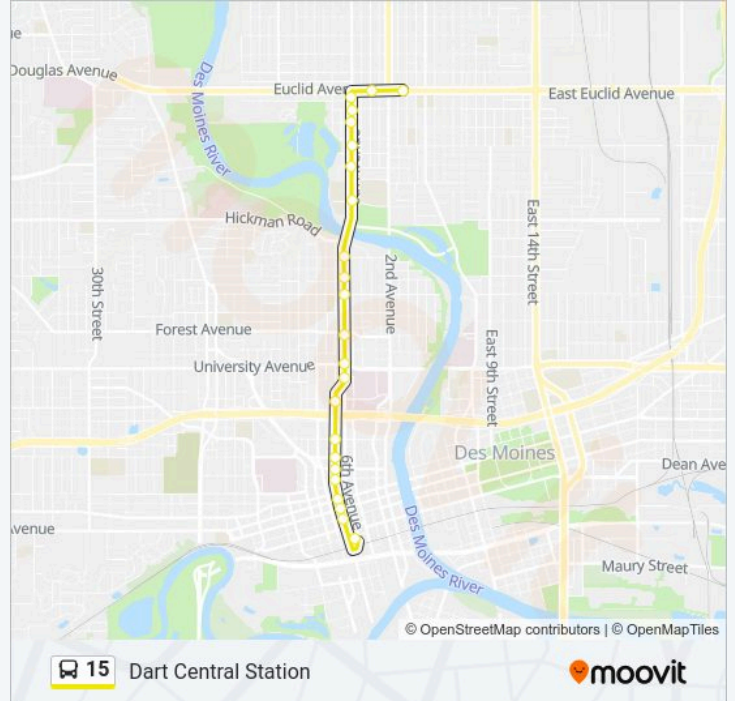 Douglas Avenue
Des Moines River
Euclid Aver
East Euclid Avenue
Hickman Road
East 14th Street
2nd Avenue
30th Street
Forest Avenue
East 9th Street
University Avenue
Des Moines
6th Avenue
Dean Ave
venue
Des Moines River
Maury Street
© OpenStreetMap contributors | © OpenMapTiles
15 Dart Central Station
moovit